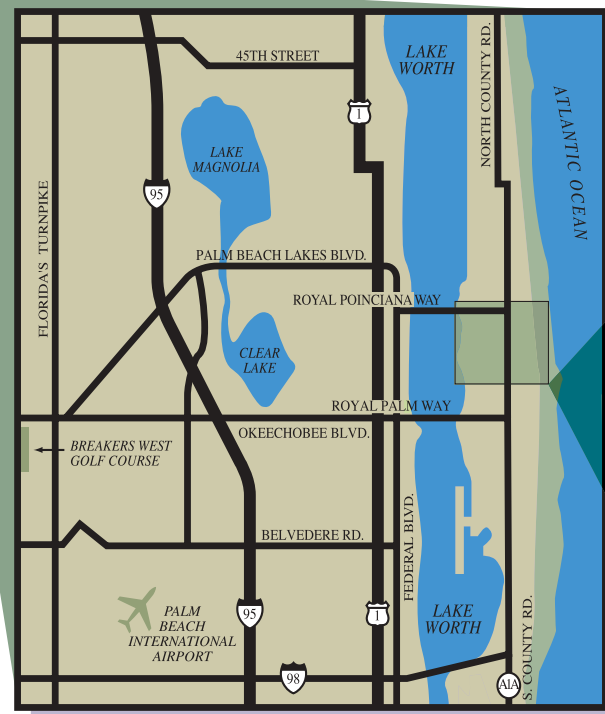 45TH STREET
LAKE
WORTH
NORTH COUNTY RD.
1
ATLANTIC OCEAN
LAKE
MAGNOLIA
95
FLORIDA'S TURNPIKE
PALM BEACH LAKES BLVD.
ROYAL POINCIANA WAY
CLEAR
LAKE
ROYAL PALM WAY
OKEECHOBEE BLVD.
BREAKERS WEST
GOLF COURSE
BELVEDERE RD.
FEDERAL BLVD.
PALM
BEACH
INTERNATIONAL
AIRPORT
95
1
LAKE
WORTH
S. COUNTY RD.
98
A1A